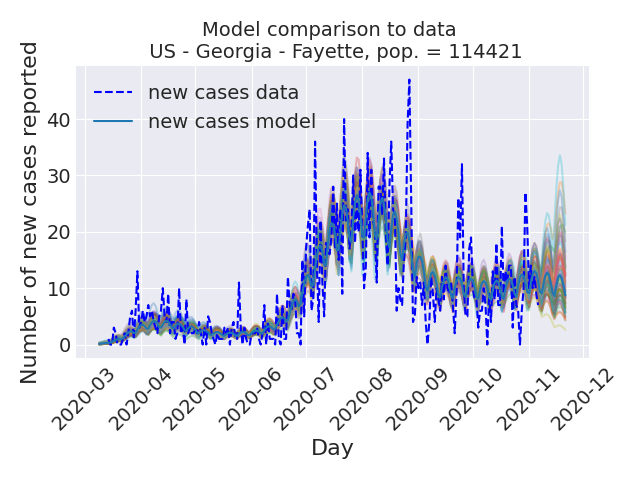 Model comparison to data
US - Georgia - Fayette, pop. = 114421
Number of new cases reported
new cases data
new cases model
40
30
20
10
0
2020-03
2020-04
2020-05
2020-06
2020-07
2020-08
2020-09
2020-10
2020-11
2020-12
Day